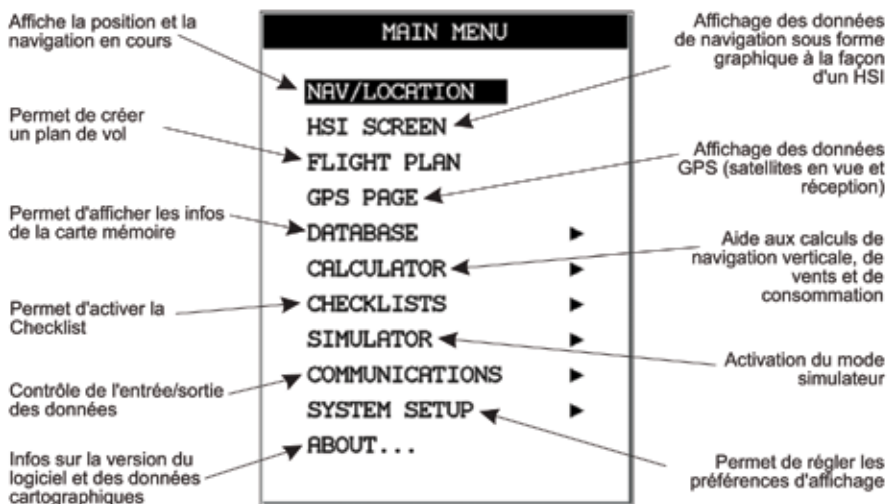 Affiche la position et la
navigation en cours
Permet de créer
un plan de vol
Permet d'afficher les infos
de la carte mémoire
Permet d'activer la
Checklist
Contrôle de l'entrée/sortie
des données
Infos sur la version du
logiciel et des données
cartographiques
MAIN MENU
NAV/LOCATION
HSI SCREEN
FLIGHT PLAN
GPS PAGE
DATABASE
CALCULATOR
CHECKLISTS
SIMULATOR
COMMUNICATIONS
SYSTEM SETUP
ABOUT...
Affichage des données
de navigation sous forme
graphique à la façon
d'un HSI
Affichage des données
GPS (satellites en vue et
réception)
Aide aux calculs de
navigation verticale, de
vents et de
consommation
Activation du mode
simulateur
Permet de régler les
préférences d'affichage